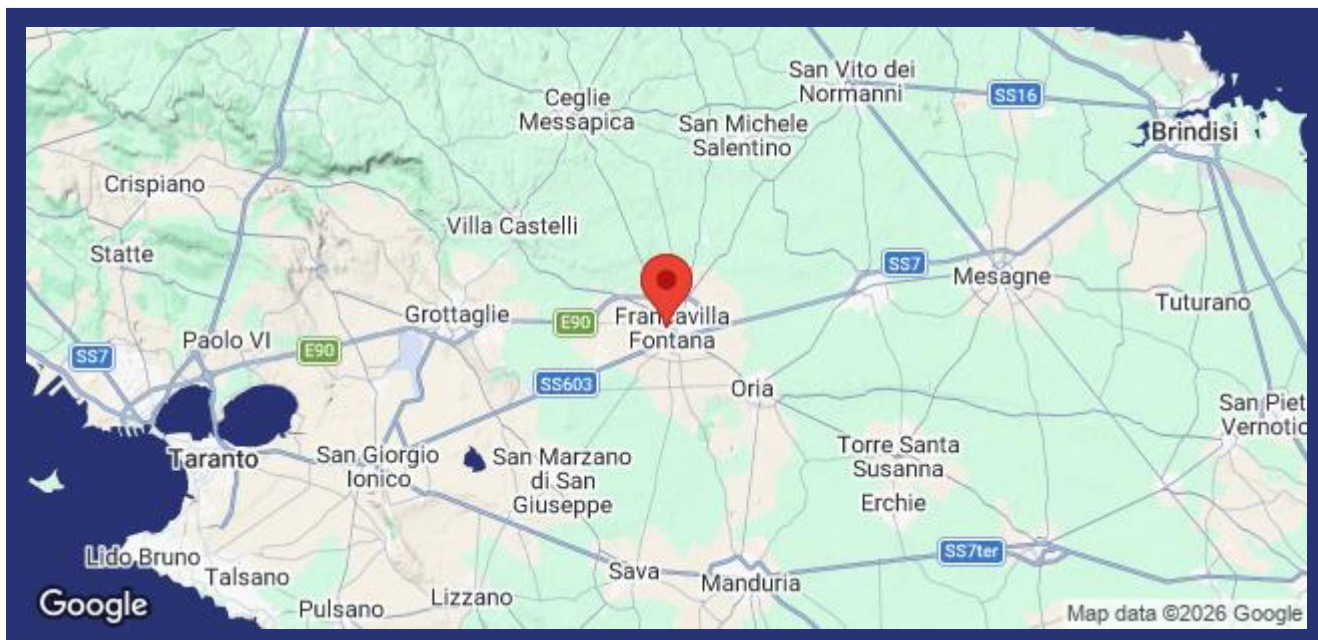 San Vito dei
Normanni
SS16
Ceglie
Messapica
San Michele
Salentino
Brindisi
Crispiano
Villa Castelli
Statte
SS7
Mesagne
Tuturano
Grottaglie
E90
Francavilla
Fontana
Paolo VI
E90
SS7
SS603
Oria
San Piet
Vernotic
Taranto
San Giorgio
Ionico
San Marzano
di San
Giuseppe
Torre Santa
Susanna
Erchie
SS7ter
Lido Bruno
Talsano
Sava
Manduria
Lizzano
Pulsano
Google
Map data ©2026 Google